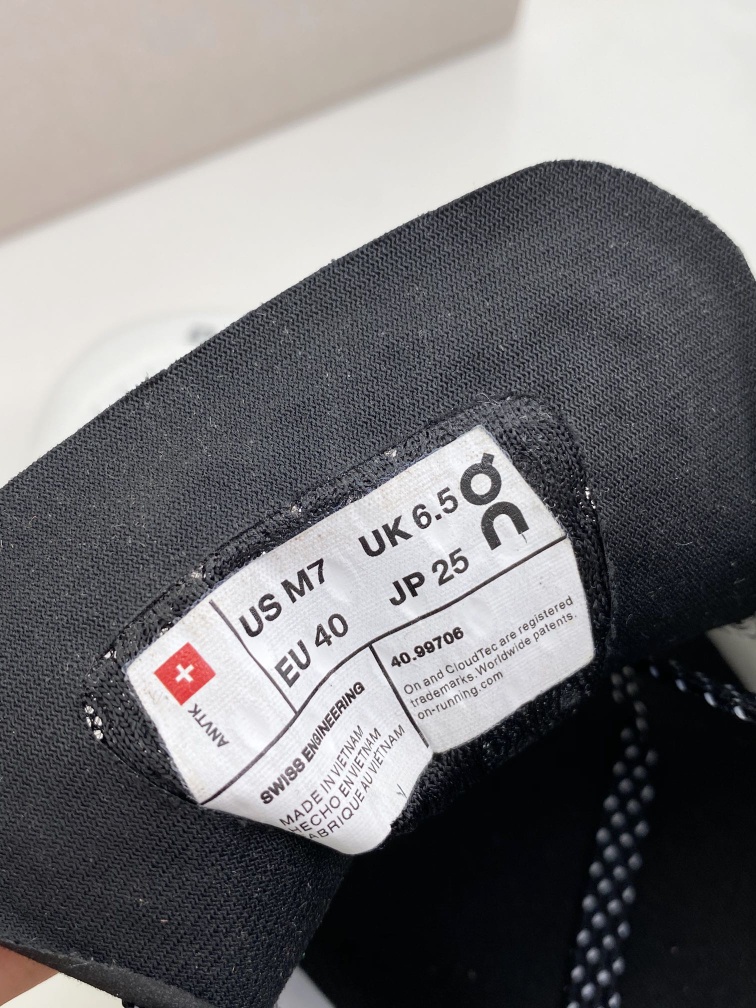 US M7 UK 6.5
EU 40 JP 25
On
ANVTK
SWISS ENGINEERING
MADE IN VIETNAM
HECHO EN VIETNAM
FABRIQUE AU VIETNAM
40.99706
On and CloudTec are registered
trademarks. Worldwide patents.
on-running.com